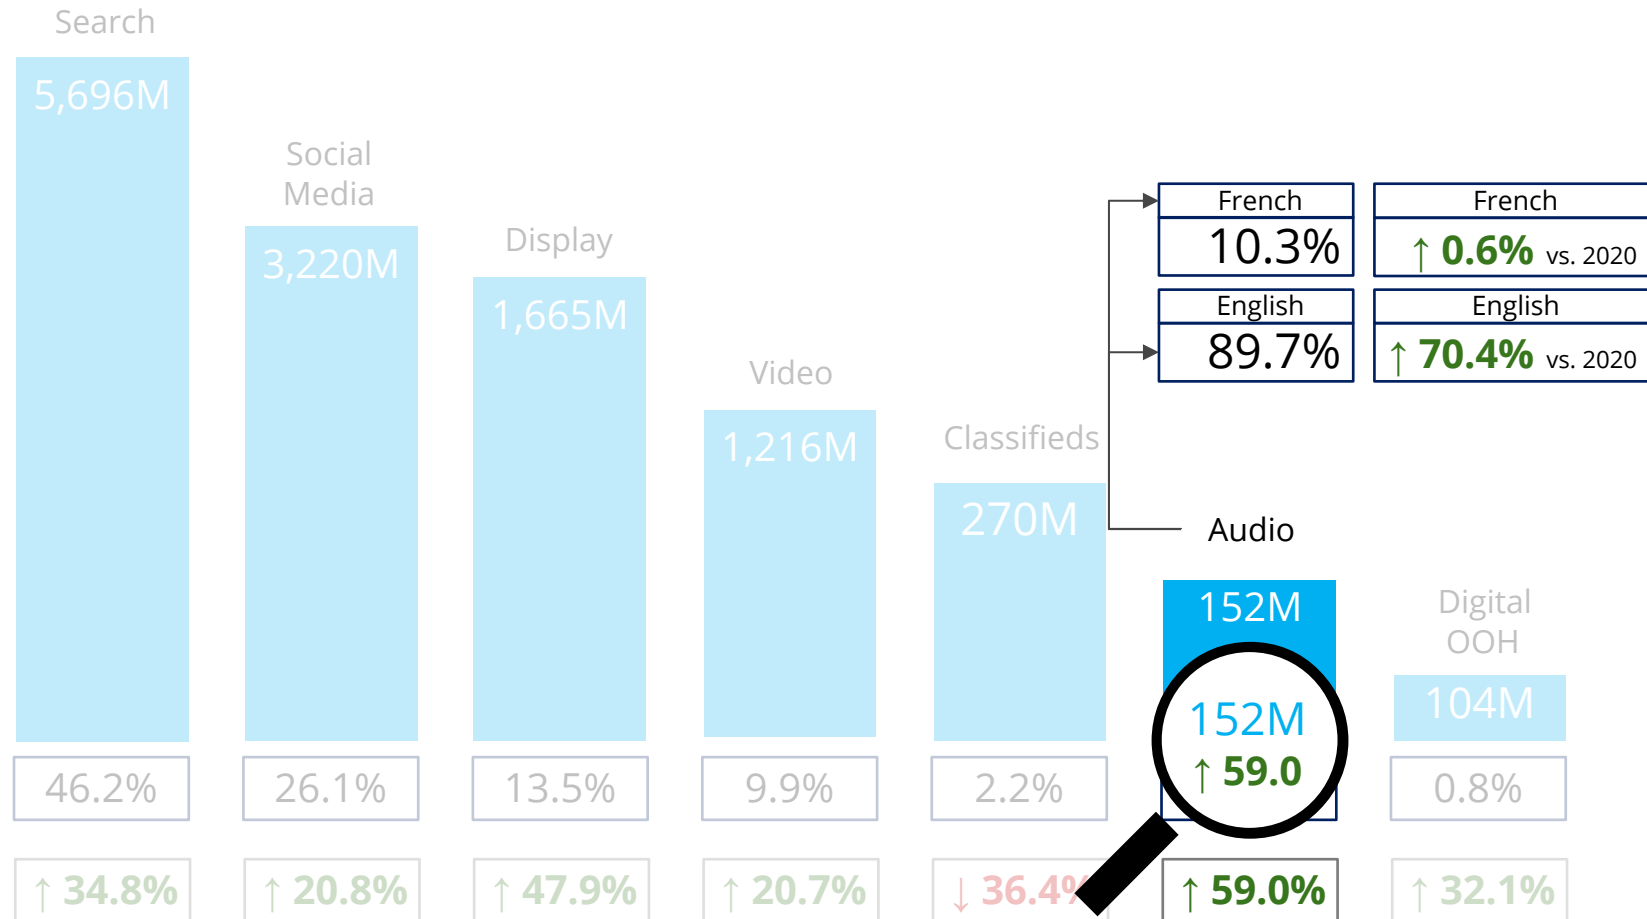 Search
5,696M
Social
Media
3,220M
Display
1,665M
Video
1,216M
Classifieds
270M
French
10.3%
French
↑ 0.6% vs. 2020
English
89.7%
English
↑ 70.4% vs. 2020
Audio
152M
152M
↑ 59.0
Digital
OOH
104M
46.2%
26.1%
13.5%
9.9%
2.2%
0.8%
↑ 34.8%
↑ 20.8%
↑ 47.9%
↑ 20.7%
↓ 36.4%
↑ 59.0%
↑ 32.1%